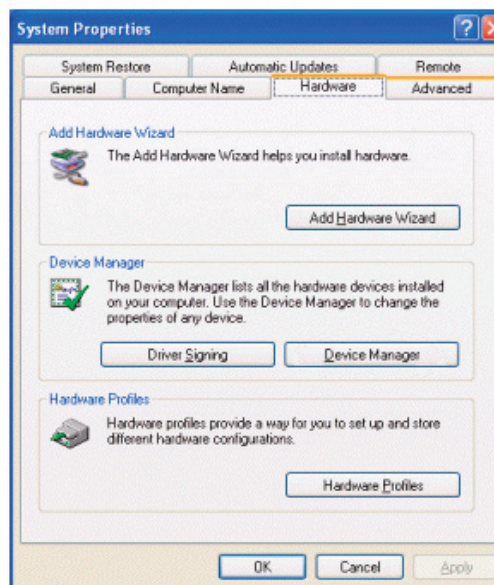 System Properties
System Restore Automatic Updates Remote
General Computer Name Hardware Advanced
Add Hardware Wizard
The Add Hardware Wizard helps you install hardware.
Add Hardware Wizard
Device Manager
The Device Manager lists all the hardware devices installed
on your computer. Use the Device Manager to change the
properties of any device.
Driver Signing Device Manager
Hardware Profiles
Hardware profiles provide a way for you to set up and store
different hardware configurations.
Hardware Profiles
OK Cancel Apply